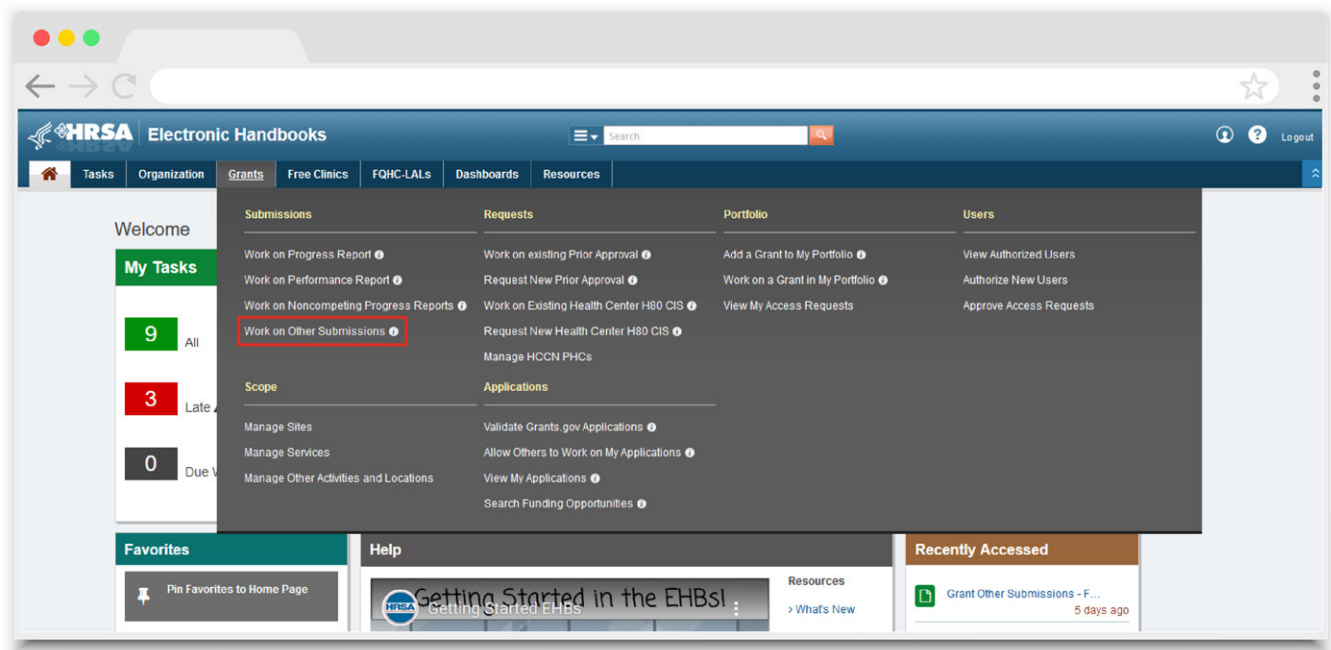 HRSA Electronic Handbooks
Search
Logout
Tasks Organization Grants Free Clinics FQHC-LALs Dashboards Resources
Welcome
My Tasks
9 All
3 Late
0 Due
Submissions
Work on Progress Report
Work on Performance Report
Work on Noncompeting Progress Reports
Work on Other Submissions
Requests
Work on existing Prior Approval
Request New Prior Approval
Work on Existing Health Center H80 CIS
Request New Health Center H80 CIS
Manage HCCN PHCs
Portfolio
Add a Grant to My Portfolio
Work on a Grant in My Portfolio
View My Access Requests
Users
View Authorized Users
Authorize New Users
Approve Access Requests
Scope
Manage Sites
Manage Services
Manage Other Activities and Locations
Applications
Validate Grants.gov Applications
Allow Others to Work on My Applications
View My Applications
Search Funding Opportunities
Favorites
Pin Favorites to Home Page
Help
Getting Started in the EHBs!
HRSA
Getting Started EHBs
Resources
> What's New
Recently Accessed
Grant Other Submissions - F...
5 days ago